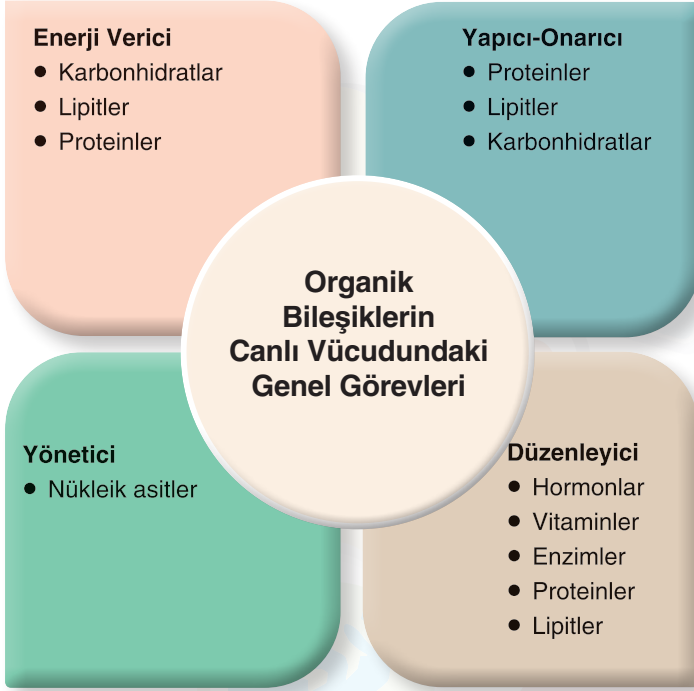 Enerji Verici
● Karbonhidratlar
● Lipitler
● Proteinler
Yapıcı-Onarıcı
● Proteinler
● Lipitler
● Karbonhidratlar
Organik
Bileşiklerin
Canlı Vücudundaki
Genel Görevleri
Yönetici
● Nükleik asitler
Düzenleyici
● Hormonlar
● Vitaminler
● Enzimler
● Proteinler
● Lipitler